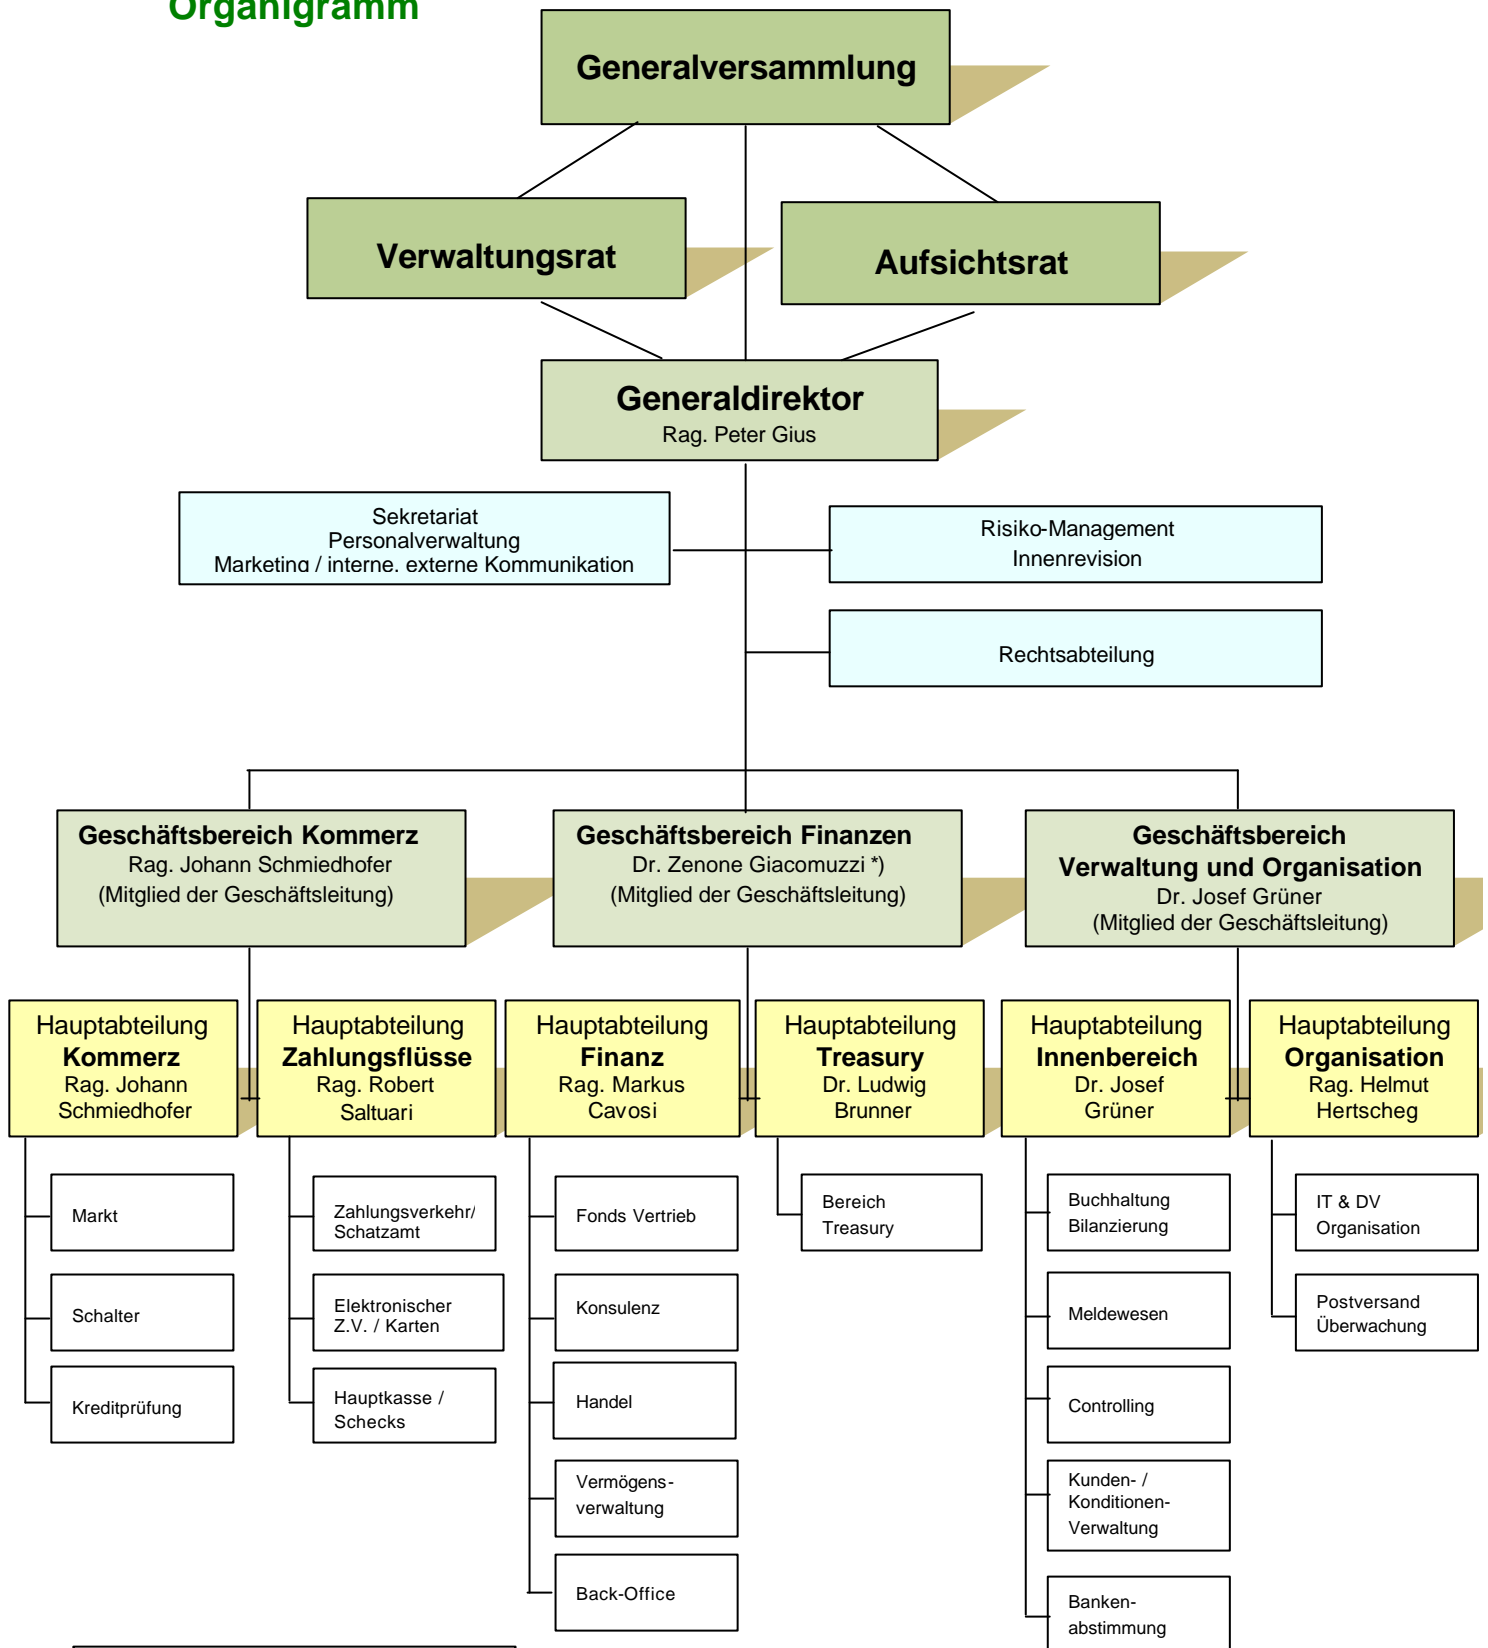 Organigramm
Generalversammlung
Verwaltungsrat
Aufsichtsrat
Generaldirektor
Rag. Peter Gius
Sekretariat
Personalverwaltung
Marketing / interne, externe Kommunikation
Risiko-Management
Innenrevision
Rechtsabteilung
Geschäftsbereich Kommerz
Rag. Johann Schmiedhofer
(Mitglied der Geschäftsleitung)
Geschäftsbereich Finanzen
Dr. Zenone Giacomuzzi *)
(Mitglied der Geschäftsleitung)
Geschäftsbereich
Verwaltung und Organisation
Dr. Josef Grüner
(Mitglied der Geschäftsleitung)
Hauptabteilung
Kommerz
Rag. Johann
Schmiedhofer
Hauptabteilung
Zahlungsflüsse
Rag. Robert
Saltuari
Hauptabteilung
Finanz
Rag. Markus
Cavosi
Hauptabteilung
Treasury
Dr. Ludwig
Brunner
Hauptabteilung
Innenbereich
Dr. Josef
Grüner
Hauptabteilung
Organisation
Rag. Helmut
Hertscheg
Markt
Schalter
Kreditprüfung
Zahlungsverkehr/
Schatzamt
Elektronischer
Z.V. / Karten
Hauptkasse /
Schecks
Fonds Vertrieb
Konsulenz
Handel
Vermögens-
verwaltung
Back-Office
Bereich
Treasury
Buchhaltung
Bilanzierung
Meldewesen
Controlling
Kunden- /
Konditionen-
Verwaltung
Banken-
abstimmung
IT & DV
Organisation
Postversand
Überwachung